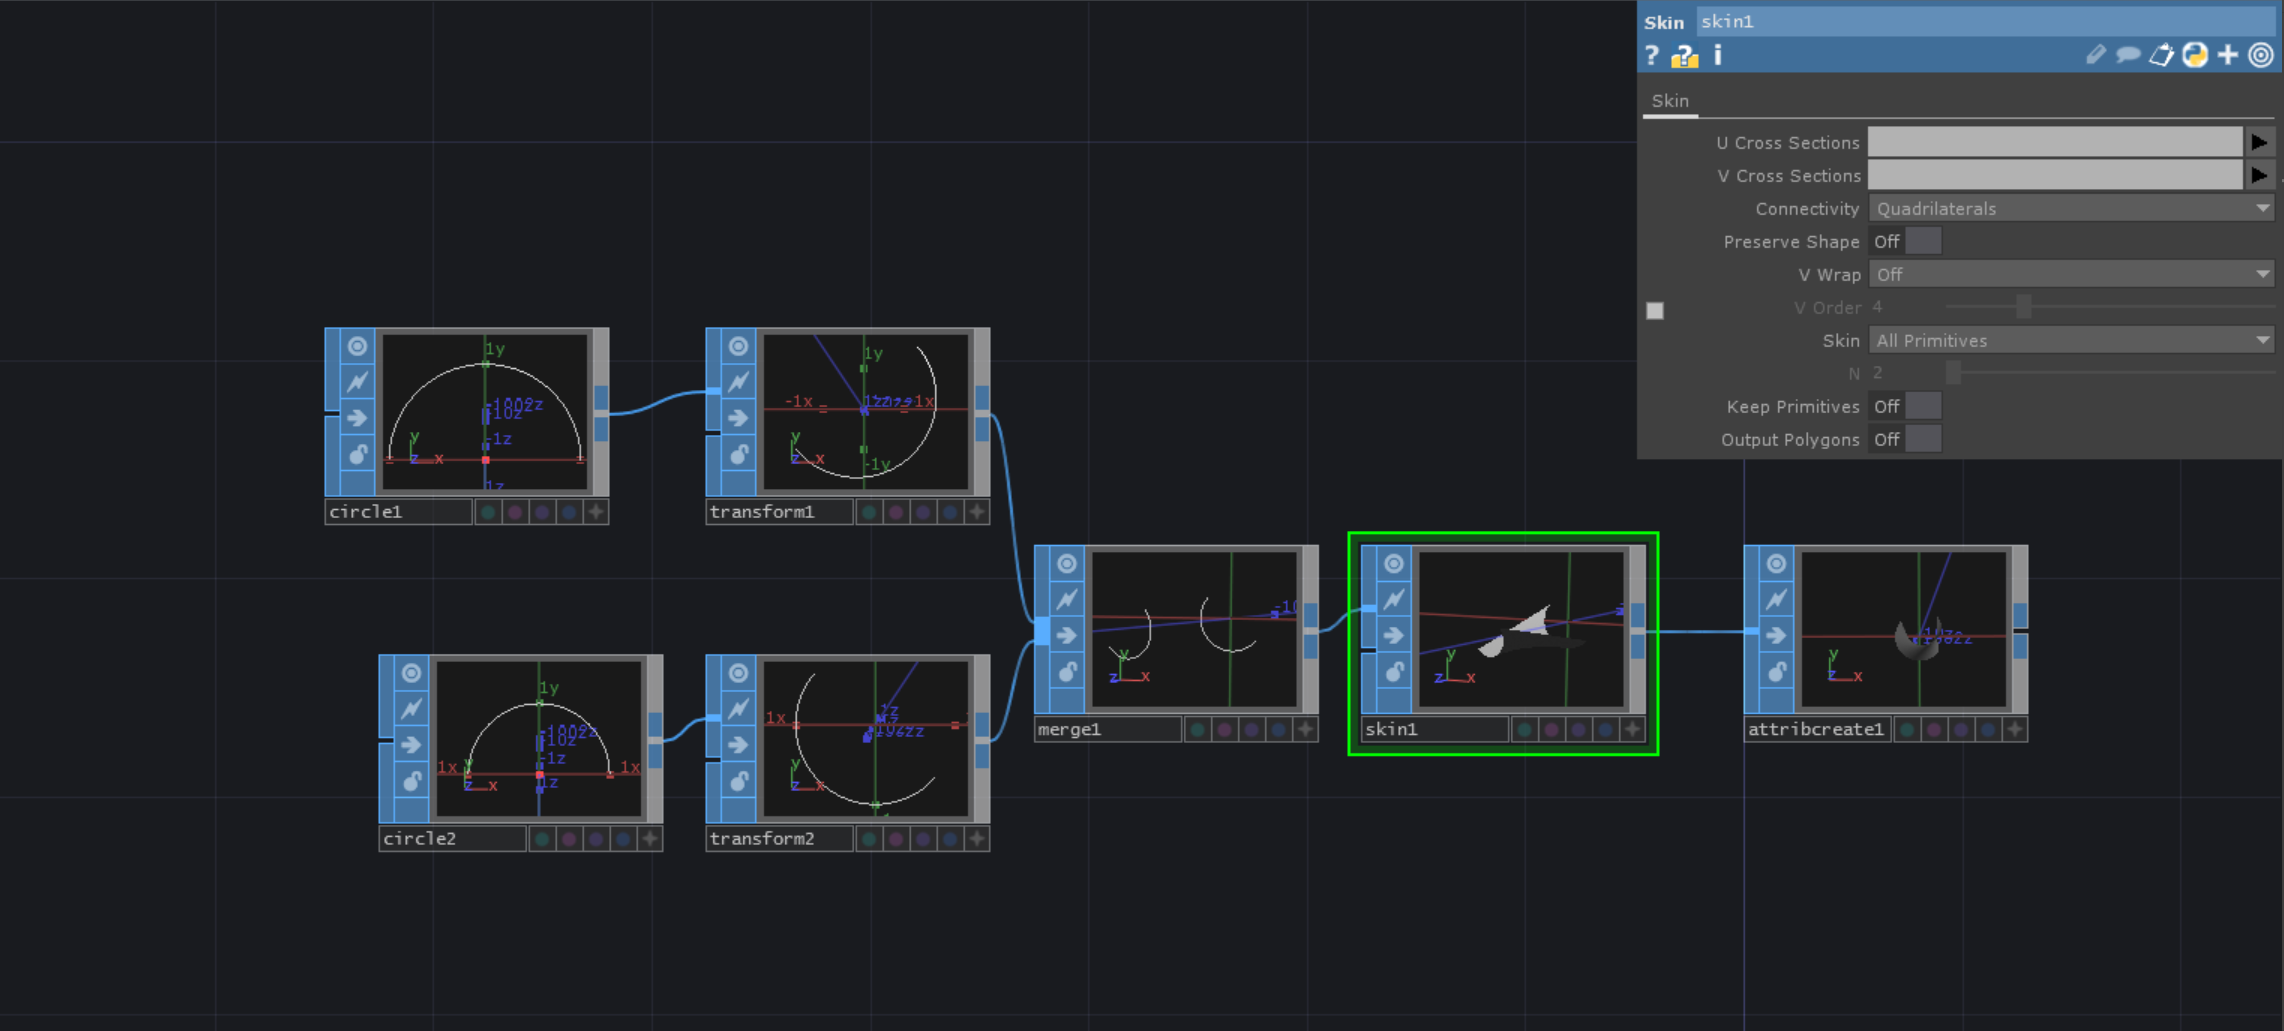 Skin skin1
? ? i
Skin
U Cross Sections
V Cross Sections
Connectivity Quadrilaterals
Preserve Shape Off
V Wrap Off
V Order 4
Skin All Primitives
N 2
Keep Primitives Off
Output Polygons Off
1y
-1z
1z
y
z x
circle1
1y
-1x -1x
-1y
y
z x
transform1
y
z x
merge1
y
z x
skin1
y
z x
attribcreate1
1y
1x 1x
-1z
1z
y
z x
circle2
1x
1z
y
z x
transform2